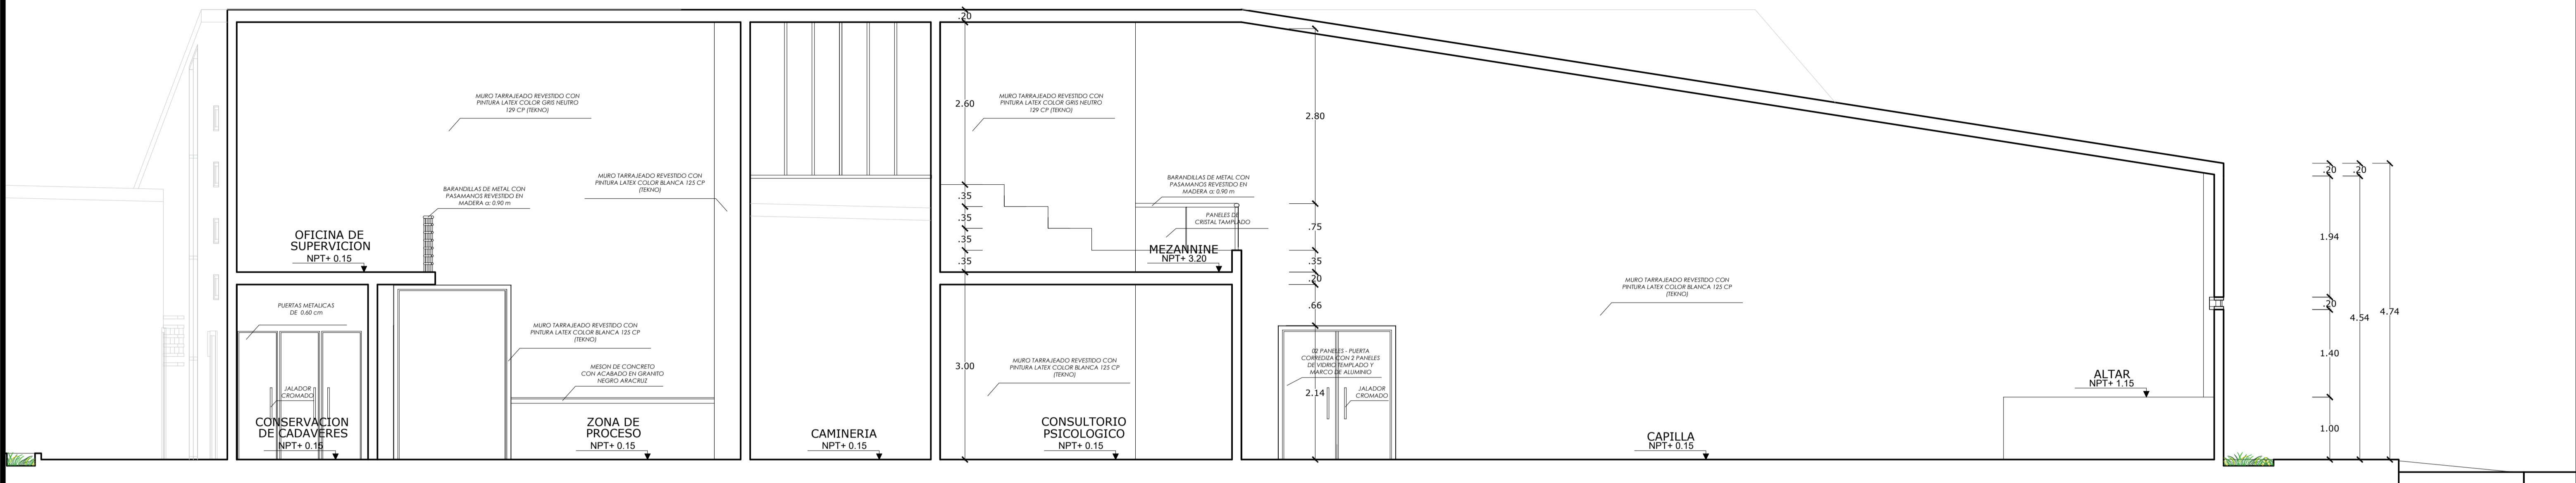 MURO TARRAJEADO REVESTIDO CON
PINTURA LATEX COLOR GRIS NEUTRO
129 CP (TEKNO)
MURO TARRAJEADO REVESTIDO CON
PINTURA LATEX COLOR BLANCA 125 CP
(TEKNO)
BARANDILLAS DE METAL CON
PASAMANOS REVESTIDO EN
MADERA α: 0.90 m
OFICINA DE
SUPERVICION
NPT+ 0.15
PUERTAS METALICAS
DE  0.60 cm
JALADOR
CROMADO
CONSERVACION
DE CADAVERES
NPT+ 0.15
MURO TARRAJEADO REVESTIDO CON
PINTURA LATEX COLOR BLANCA 125 CP
(TEKNO)
MESON DE CONCRETO
CON ACABADO EN GRANITO
NEGRO ARACRUZ
ZONA DE
PROCESO
NPT+ 0.15
CAMINERIA
NPT+ 0.15
.20
2.60
.35
.35
.35
.35
3.00
MURO TARRAJEADO REVESTIDO CON
PINTURA LATEX COLOR GRIS NEUTRO
129 CP (TEKNO)
BARANDILLAS DE METAL CON
PASAMANOS REVESTIDO EN
MADERA α: 0.90 m
PANELES DE
CRISTAL TAMPLADO
MEZANNINE
NPT+ 3.20
MURO TARRAJEADO REVESTIDO CON
PINTURA LATEX COLOR BLANCA 125 CP
(TEKNO)
CONSULTORIO
PSICOLOGICO
NPT+ 0.15
2.80
.75
.35
.20
.66
2.14
02 PANELES - PUERTA
CORREDIZA CON 2 PANELES
DE VIDRIO TEMPLADO Y
MARCO DE ALUMINIO
JALADOR
CROMADO
MURO TARRAJEADO REVESTIDO CON
PINTURA LATEX COLOR BLANCA 125 CP
(TEKNO)
CAPILLA
NPT+ 0.15
ALTAR
NPT+ 1.15
.20
1.94
.20
1.40
1.00
.20
4.54
4.74